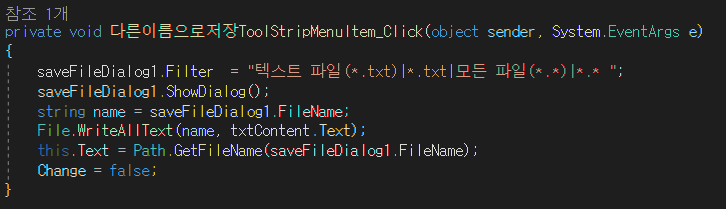 참조 1개
private void 다른이름으로저장ToolStripMenuItem_Click(object sender, System.EventArgs e)
{
saveFileDialog1.Filter = "텍스트 파일(*.txt)|*.txt|모든 파일(*.*)|*.* ";
saveFileDialog1.ShowDialog();
string name = saveFileDialog1.FileName;
File.WriteAllText(name, txtContent.Text);
this.Text = Path.GetFileName(saveFileDialog1.FileName);
Change = false;
}